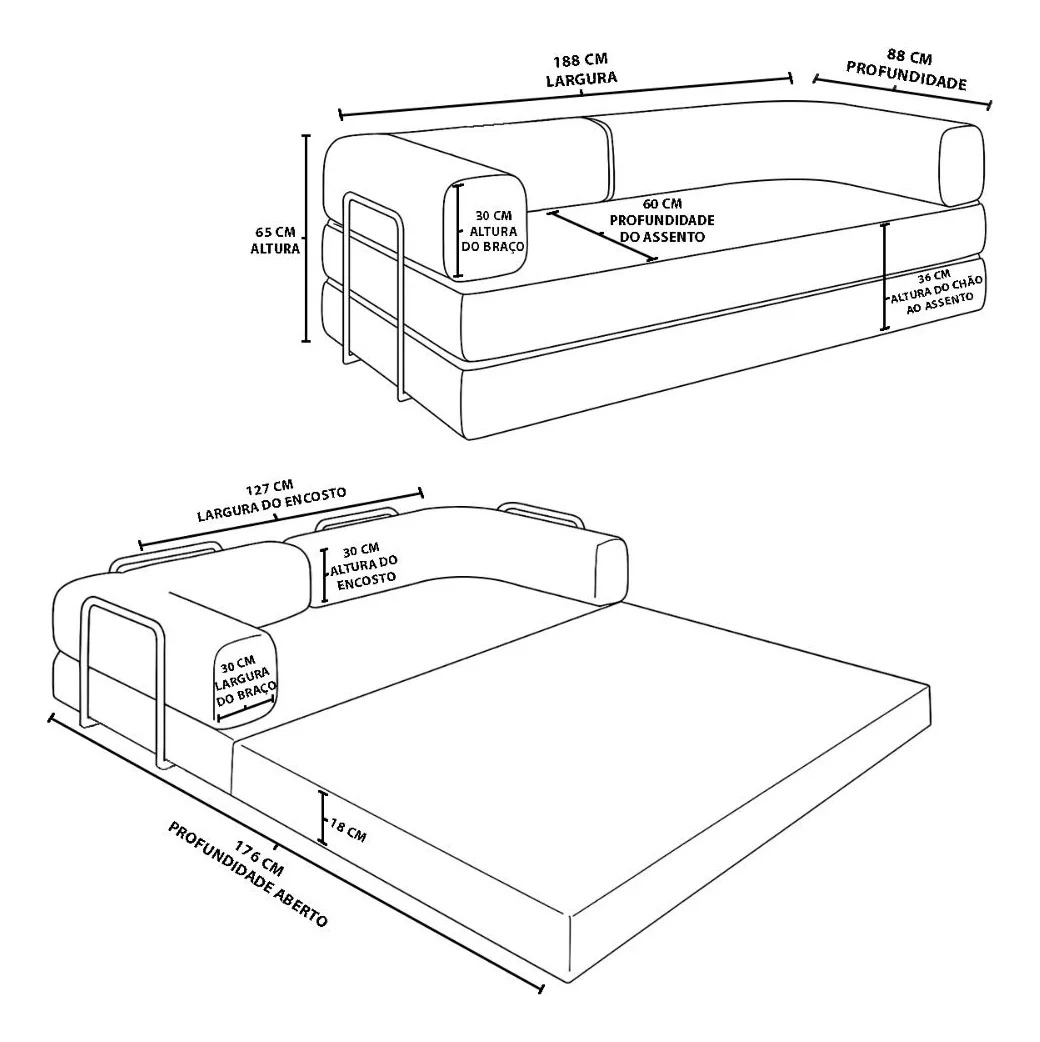 188 CM
LARGURA
88 CM
PROFUNDIDADE
65 CM
ALTURA
30 CM
ALTURA
DO BRAÇO
60 CM
PROFUNDIDADE
DO ASSENTO
36 CM
ALTURA DO CHÃO
AO ASSENTO
127 CM
LARGURA DO ENCOSTO
30 CM
ALTURA DO
ENCOSTO
30 CM
LARGURA
DO BRAÇO
18 CM
176 CM
PROFUNDIDADE ABERTO